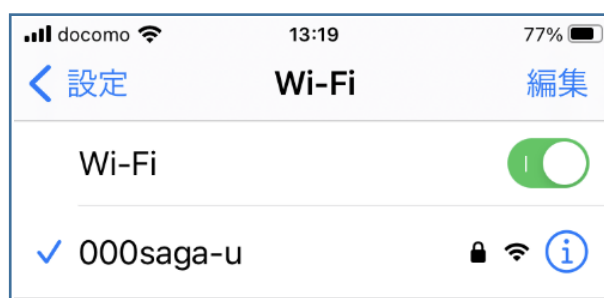 docomo 13:19 77%
設定 Wi-Fi 編集
Wi-Fi
000saga-u